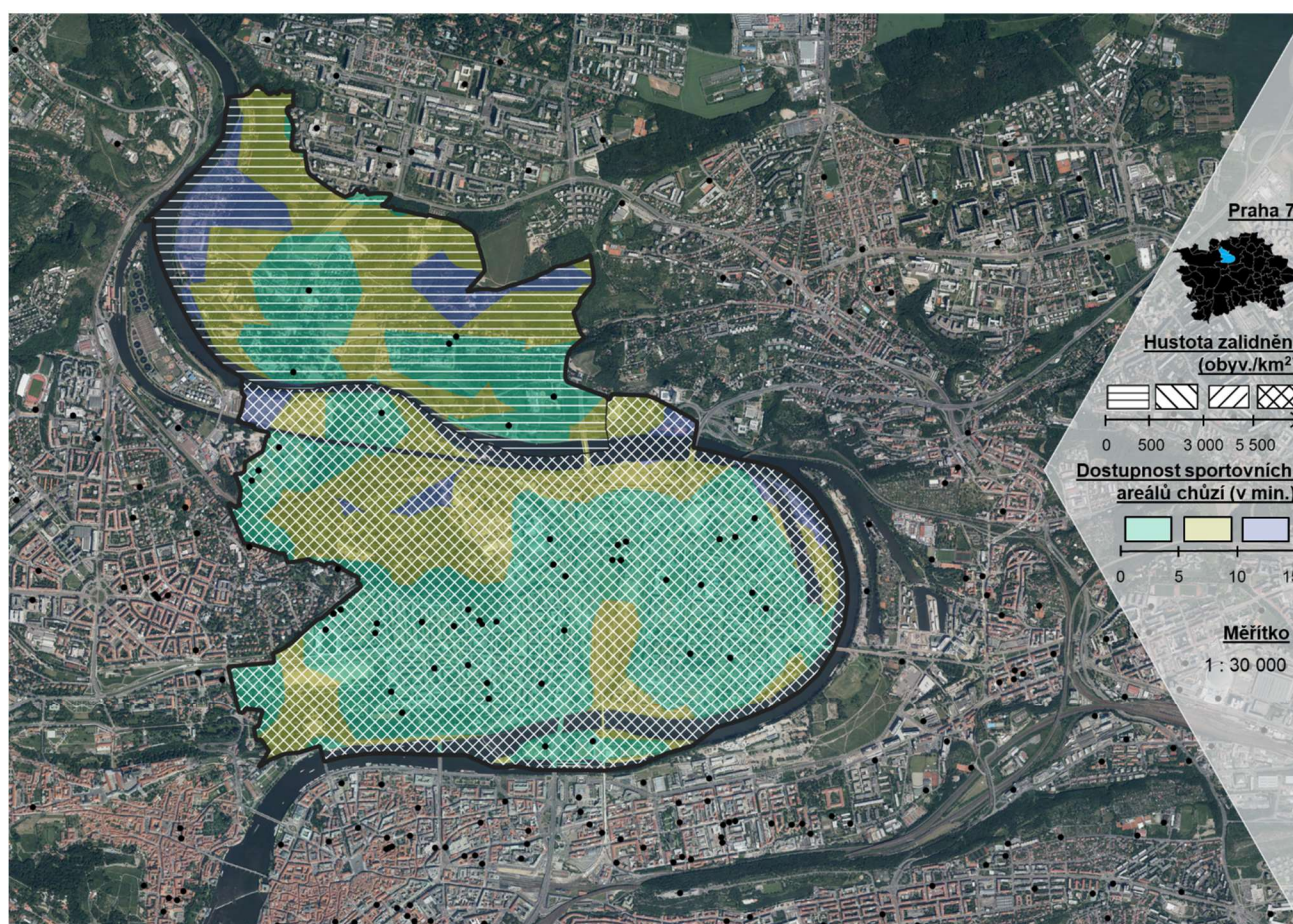 Praha 7
Hustota zalidněn
(obyv./km²
0 500 3 000 5 500
Dostupnost sportovních
areálů chůzí (v min.)
0 5 10 15
Měřítko
1 : 30 000